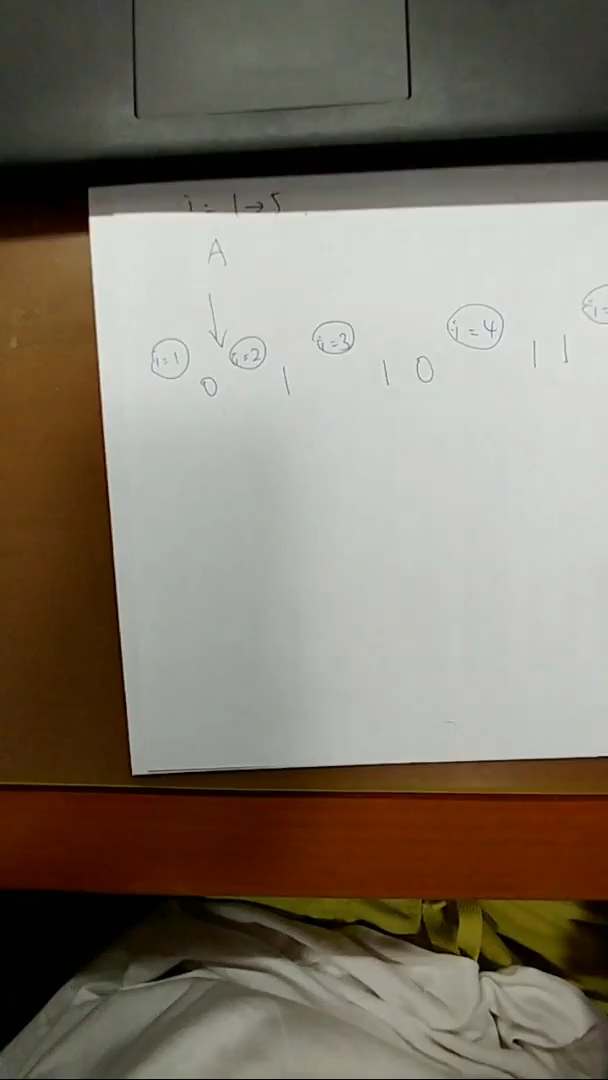 i = 1 → 5
A
i=1 0 i=2 1 i=3 1 0 i=4 1 1 i=